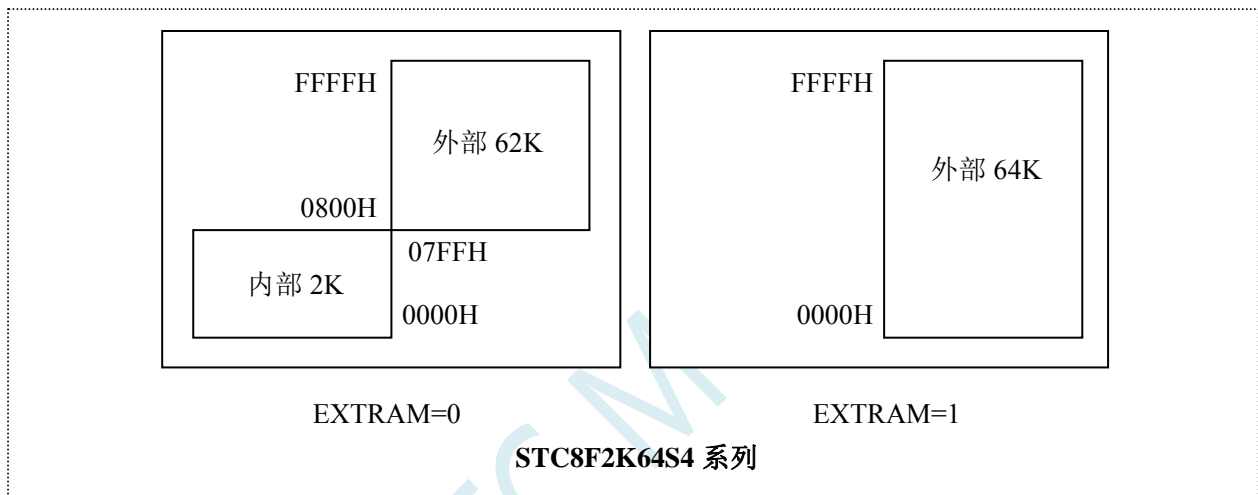 FFFFH
外部 62K
0800H
07FFH
内部 2K
0000H
FFFFH
外部 64K
0000H
EXTRAM=0
EXTRAM=1
STC8F2K64S4 系列